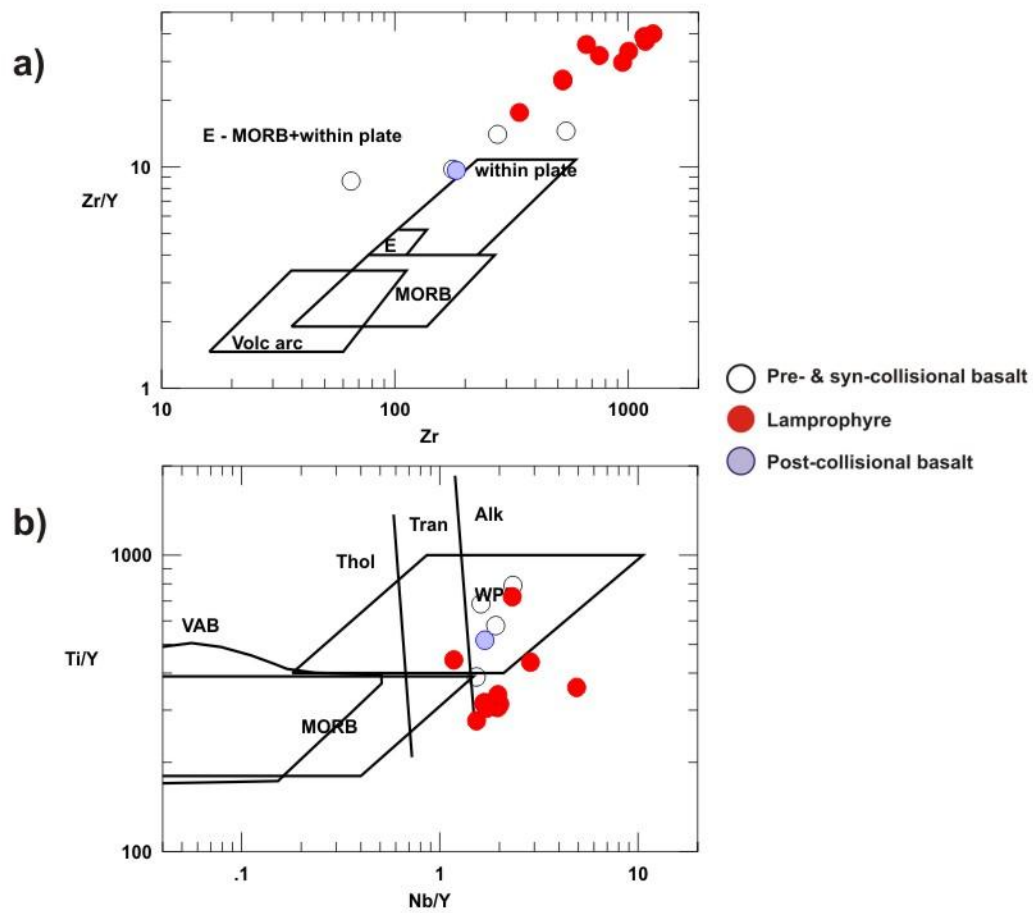 a)
E - MORB+within plate
10
within plate
Zr/Y
E
MORB
Volc arc
1
10
100
1000
Zr
Pre- & syn-collisional basalt
Lamprophyre
Post-collisional basalt
b)
Alk
Tran
Thol
1000
WP
VAB
Ti/Y
MORB
100
.1
1
10
Nb/Y